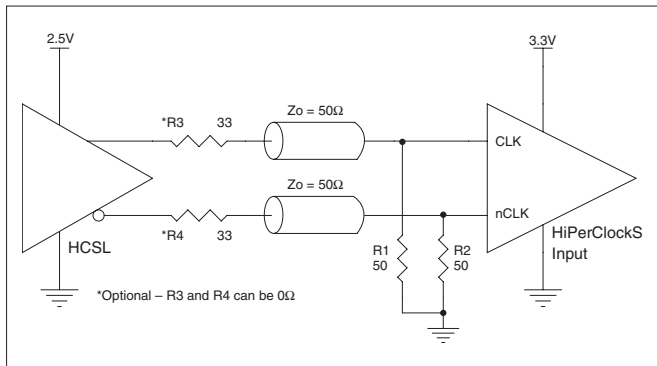 2.5V
3.3V
*R3 33
Zo = 50Ω
CLK
Zo = 50Ω
nCLK
HCSL
*R4 33
R1
50
R2
50
HiPerClockS
Input
*Optional – R3 and R4 can be 0Ω